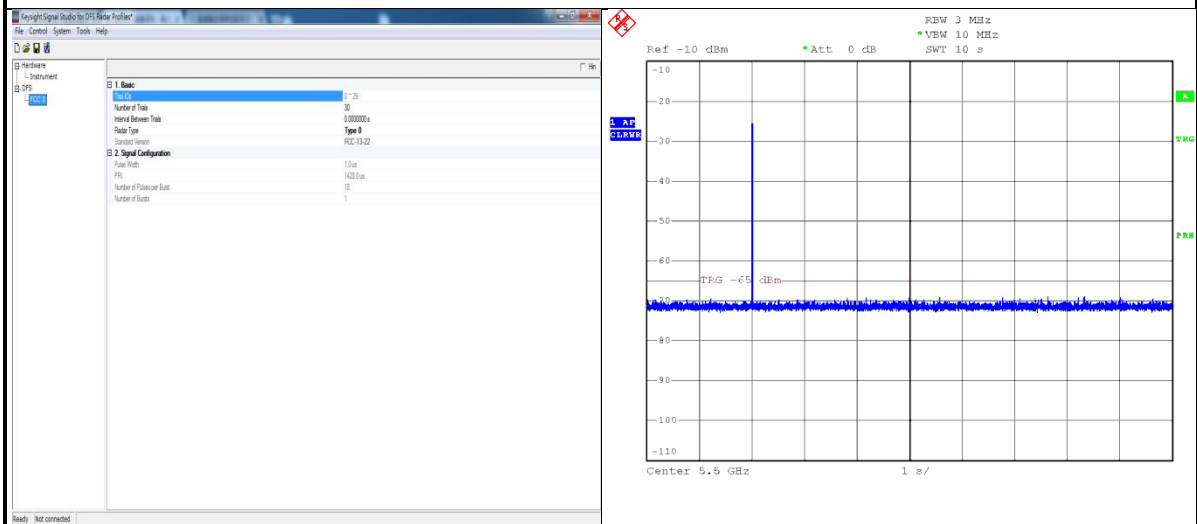 Keysight Signal Studio for DFS Radar Profiles*
File Control System Tools Help
Hardware
Instrument
DFS
FCC 0
Hin
1. Basic
Trial IDs 0~29
Number of Trials 30
Interval Between Trials 0.0000000 s
Radar Type Type 0
Standard Version FCC-13-22
2. Signal Configuration
Pulse Width 1.0 us
PRI 1428.0 us
Number of Pulses per Burst 18
Number of Bursts 1
Ready Not connected
R S
RBW 3 MHz
*VBW 10 MHz
Ref -10 dBm *Att 0 dB SWT 10 s
-10
-20
A
1 AP
CLRWR
TRG
-30
-40
-50
PRN
-60
TRG -65 dBm
-70
-80
-90
-100
-110
Center 5.5 GHz 1 s/